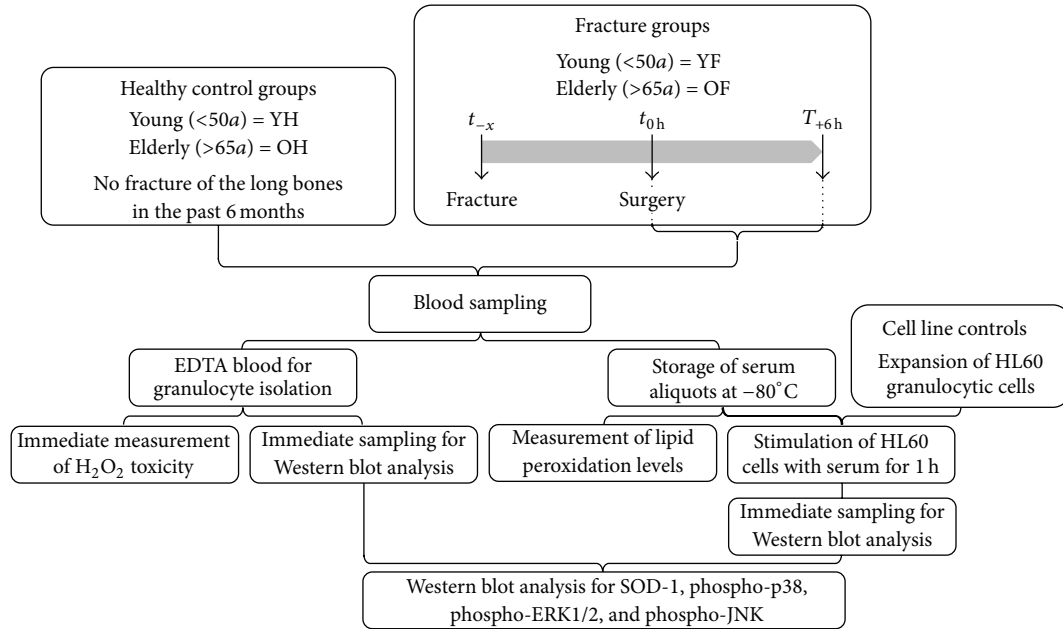 Healthy control groups
Young (<50a) = YH
Elderly (>65a) = OH
No fracture of the long bones
in the past 6 months
Fracture groups
Young (<50a) = YF
Elderly (>65a) = OF
t₋ₓ
t₀ ₕ
T₊₆ ₕ
Fracture
Surgery
Blood sampling
Cell line controls
Expansion of HL60
granulocytic cells
EDTA blood for
granulocyte isolation
Storage of serum
aliquots at −80°C
Immediate measurement
of H₂O₂ toxicity
Immediate sampling for
Western blot analysis
Measurement of lipid
peroxidation levels
Stimulation of HL60
cells with serum for 1 h
Immediate sampling for
Western blot analysis
Western blot analysis for SOD-1, phospho-p38,
phospho-ERK1/2, and phospho-JNK